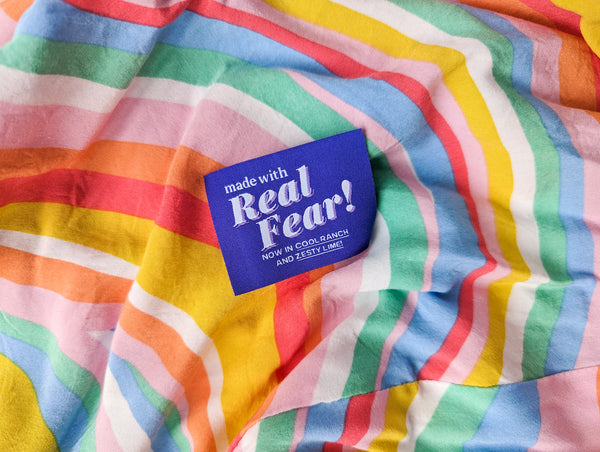 made with
Real
Fear!
NOW IN COOL RANCH
AND ZESTY LIME!